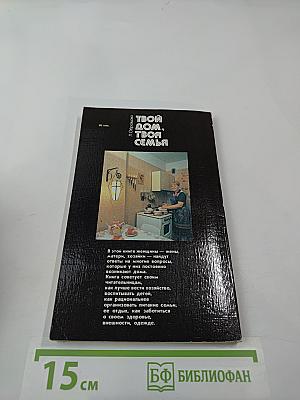 ТВОЙ
ДОМ,
ТВОЯ
СЕМЬЯ
В этой книге женщины — жены,
матери, хозяйки — найдут
ответы на многие вопросы,
которые у них постоянно
возникают дома.
Книга советует своим
читательницам,
как лучше вести хозяйство,
воспитывать детей,
как рациональнее
организовать питание семьи,
ее отдых, как заботиться
о своем здоровье,
внешности, одежде.
15 см
БФ БИБЛИОФАН